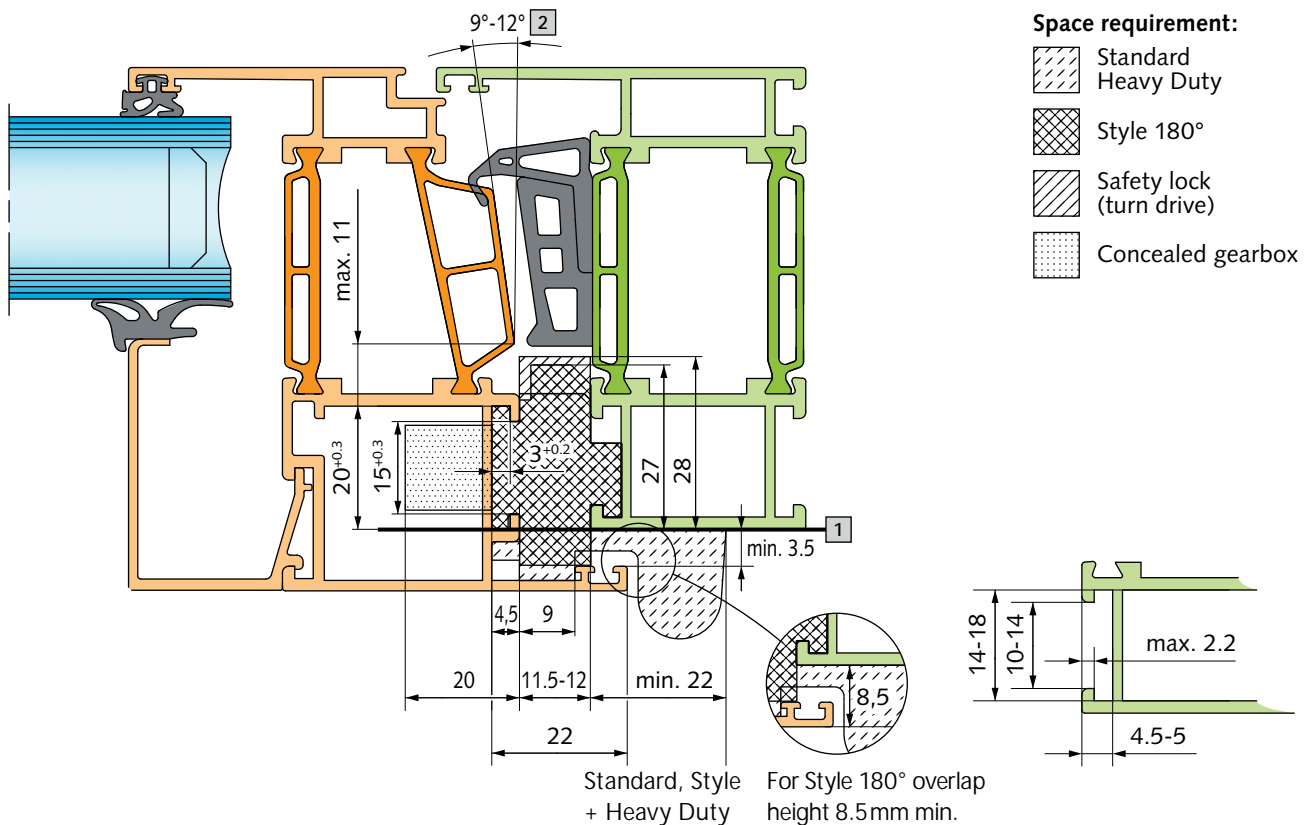 9°-12° 2
Space requirement:
Standard
Heavy Duty
Style 180°
Safety lock
(turn drive)
Concealed gearbox
max. 11
20+0.3
15+0.3
3+0.2
27
28
1
min. 3.5
4,5
9
20
11.5-12
min. 22
22
8,5
14-18
10-14
max. 2.2
4.5-5
Standard, Style
+ Heavy Duty
For Style 180° overlap
height 8.5mm min.